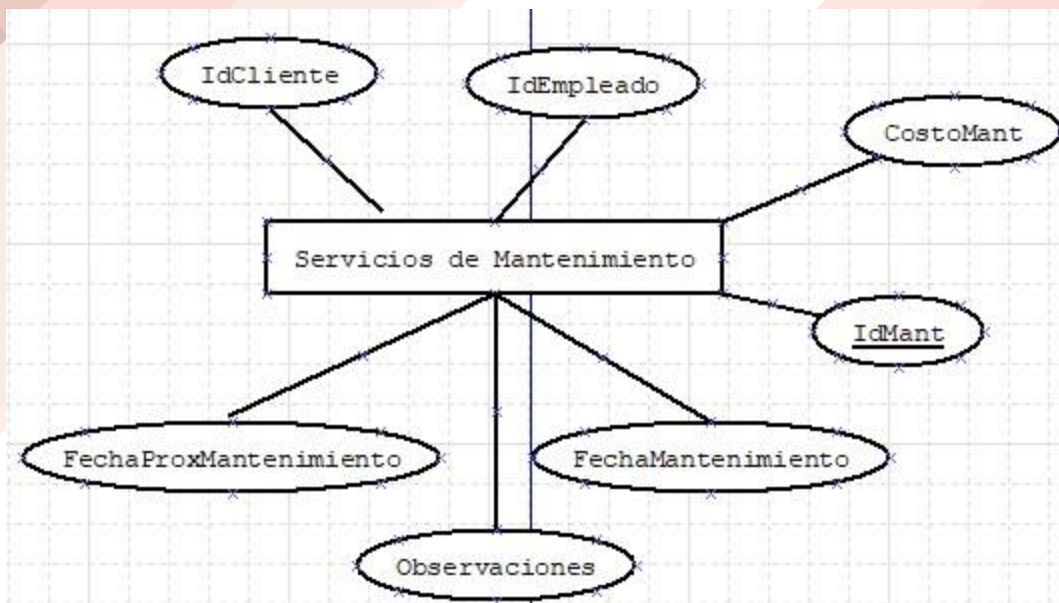 IdCliente
IdEmpleado
CostoMant
Servicios de Mantenimiento
IdMant
FechaProxMantenimiento
FechaMantenimiento
Observaciones